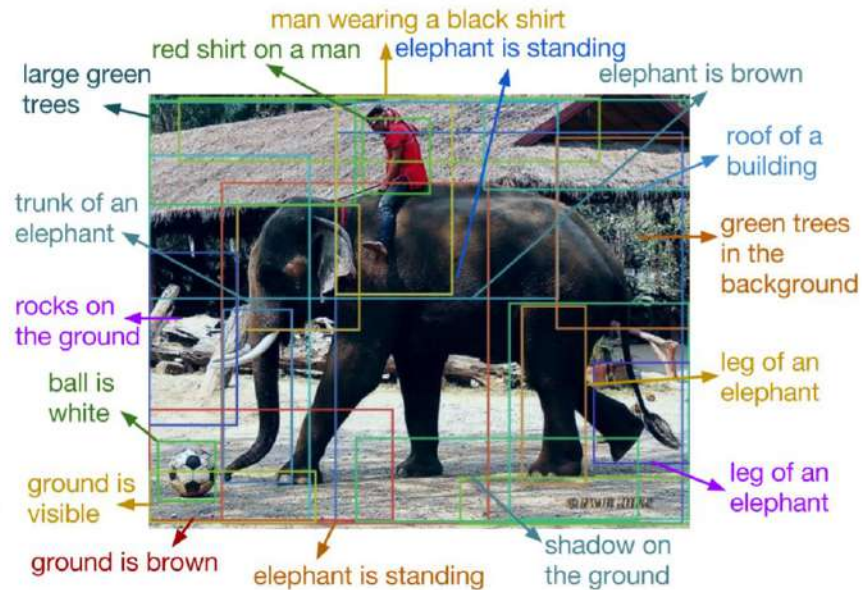 man wearing a black shirt
red shirt on a man
elephant is standing
large green
trees
elephant is brown
roof of a
building
trunk of an
elephant
green trees
in the
background
rocks on
the ground
ball is
white
leg of an
elephant
ground is
visible
leg of an
elephant
ground is brown
elephant is standing
shadow on
the ground